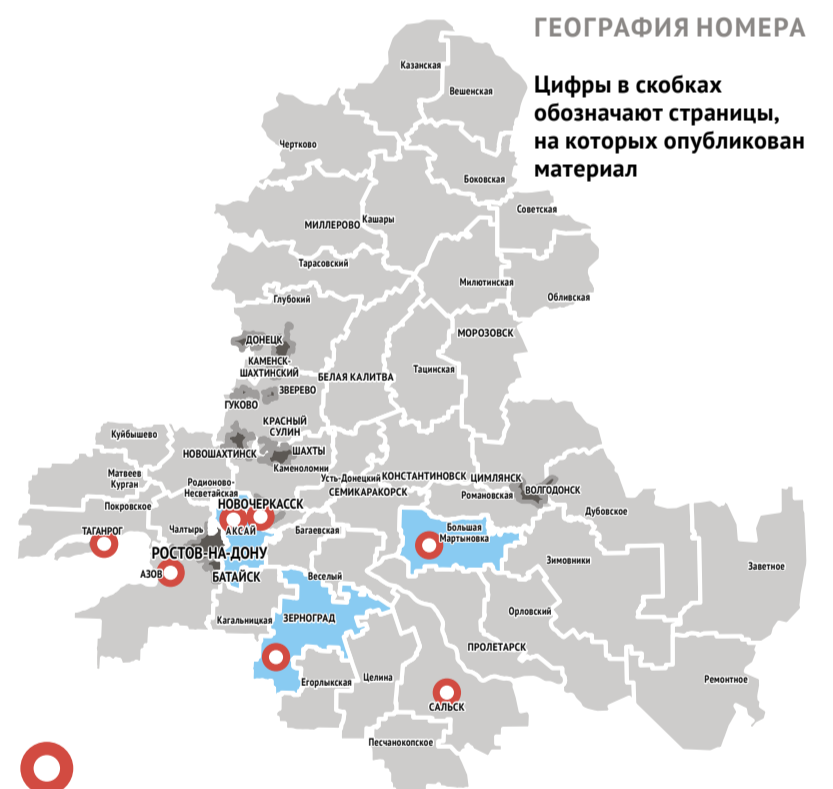 ГЕОГРАФИЯ НОМЕРА
Цифры в скобках
обозначают страницы,
на которых опубликован
материал
Казанская
Вешенская
Чертково
Боковская
Советская
Кашары
МИЛЛЕРОВО
Тарасовский
Милютинская
Обливская
Глубокий
МОРОЗОВСК
ДОНЕЦК
КАМЕНСК-
ШАХТИНСКИЙ
Тацинская
БЕЛАЯ КАЛИТВА
ЗВЕРЕВО
ГУКОВО
КРАСНЫЙ
СУЛИН
Куйбышево
НОВОШАХТИНСК
ШАХТЫ
Каменоломни
Матвеев
Курган
Родионово-
Несветайская
Усть-Донецкий
КОНСТАНТИНОВСК
ЦИМЛЯНСК
СЕМИКАРАКОРСК
Романовская
ВОЛГОДОНСК
Покровское
НОВОЧЕРКАССК
Дубовское
ТАГАНРОГ
Чалтырь
АКСАЙ
Багаевская
Большая
Мартыновка
РОСТОВ-НА-ДОНУ
Зимовники
Заветное
АЗОВ
БАТАЙСК
Веселый
Кагальницкая
ЗЕРНОГРАД
Орловский
ПРОЛЕТАРСК
Егорлыкская
Целина
Ремонтное
САЛЬСК
Песчанокопское